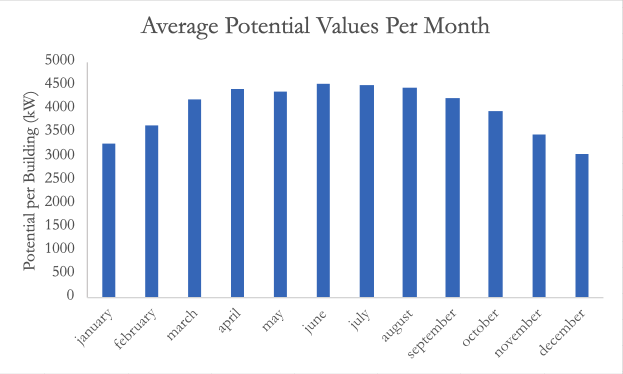 Average Potential Values Per Month
Potential per Building (kW)
5000
4500
4000
3500
3000
2500
2000
1500
1000
500
0
january
february
march
april
may
june
july
august
september
october
november
december